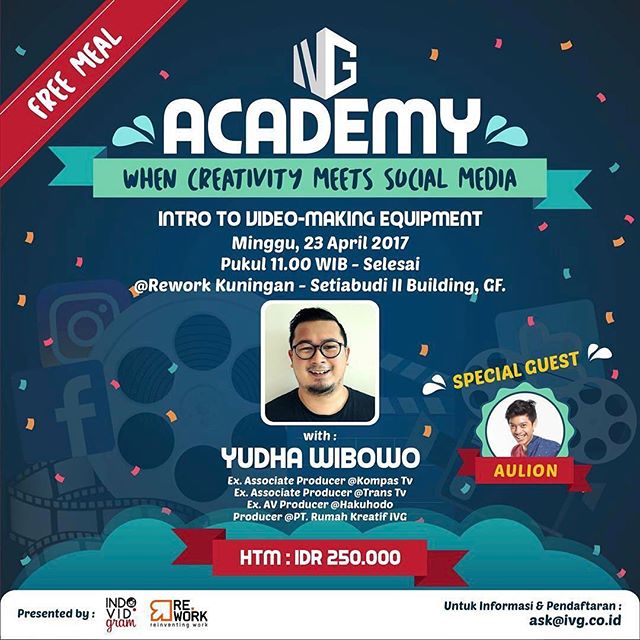 FREE MEAL
IVG
ACADEMY
WHEN CREATIVITY MEETS SOCIAL MEDIA
INTRO TO VIDEO-MAKING EQUIPMENT
Minggu, 23 April 2017
Pukul 11.00 WIB - Selesai
@Rework Kuningan - Setiabudi II Building, GF.
SPECIAL GUEST
AULION
with :
YUDHA WIBOWO
Ex. Associate Producer @Kompas Tv
Ex. Associate Producer @Trans Tv
Ex. AV Producer @Hakuhodo
Producer @PT. Rumah Kreatif IVG
HTM : IDR 250.000
Presented by :
INDO
VID
gram
RE.
WORK
reinventing work
Untuk Informasi & Pendaftaran :
ask@ivg.co.id